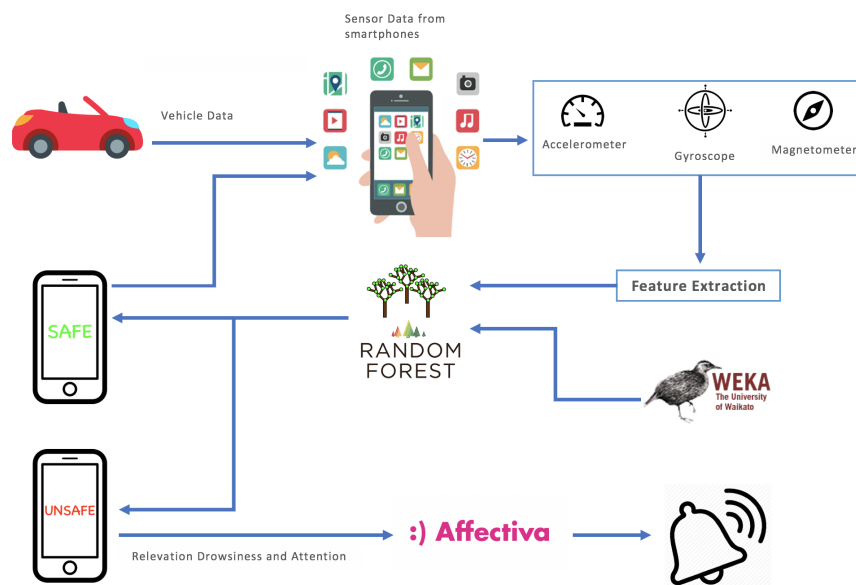 Sensor Data from
smartphones
Vehicle Data
Accelerometer
Gyroscope
Magnetometer
Feature Extraction
SAFE
RANDOM
FOREST
WEKA
The University
of Waikato
UNSAFE
:) Affectiva
Relevation Drowsiness and Attention